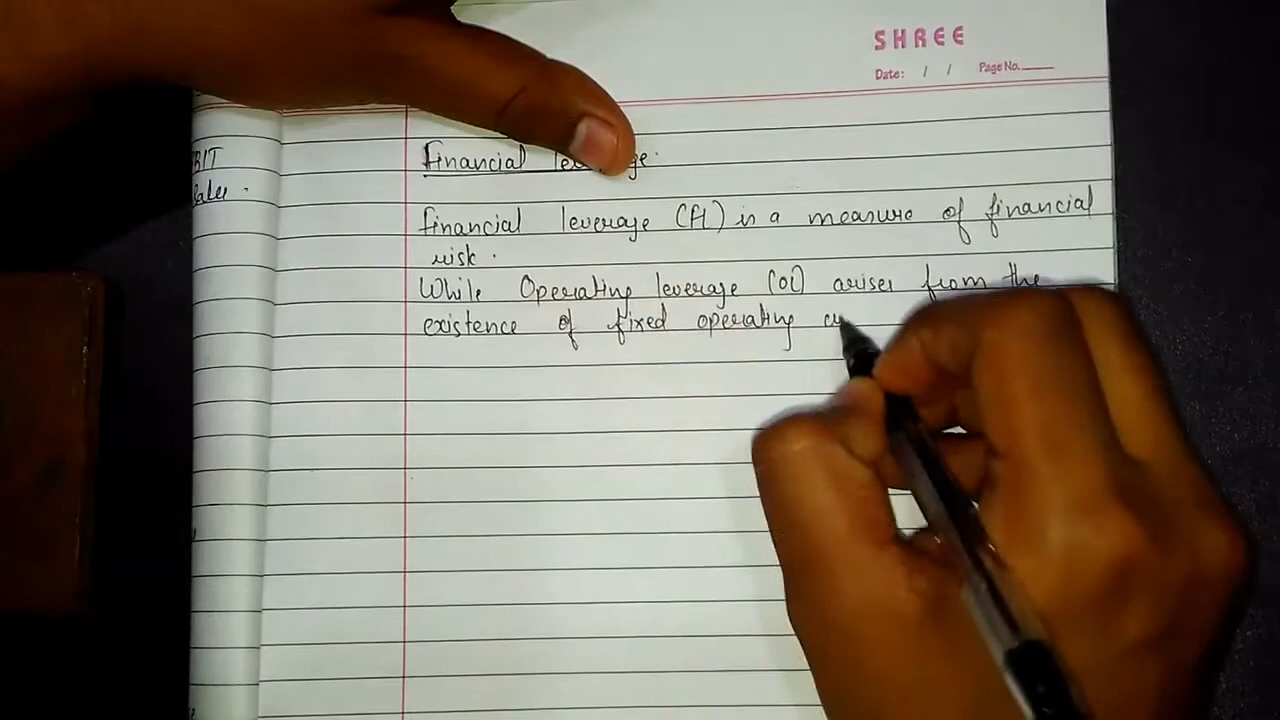 SHREE
Date: / / Page No.
BIT
Financial
Financial leverage (FL) is a measure of financial
risk.
While Operating leverage (OL) arises from the
existence of fixed operating